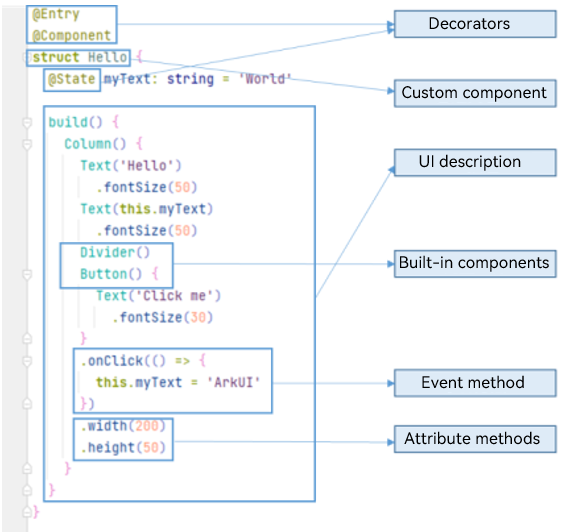 @Entry
@Component
struct Hello {
@State myText: string = 'World'
build() {
Column() {
Text('Hello')
.fontSize(50)
Text(this.myText)
.fontSize(50)
Divider()
Button() {
Text('Click me')
.fontSize(30)
}
.onClick(() => {
this.myText = 'ArkUI'
})
.width(200)
.height(50)
}
}
}
Decorators
Custom component
UI description
Built-in components
Event method
Attribute methods